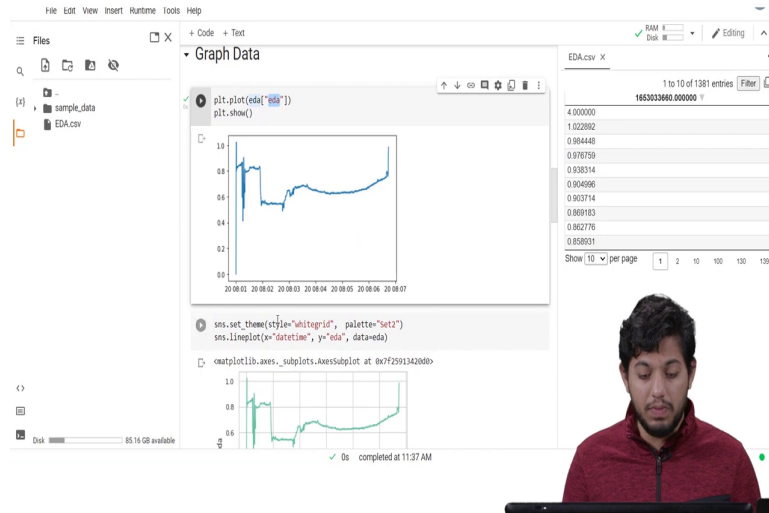 File Edit View Insert Runtime Tools Help
Files
+ Code + Text
RAM
Disk
Editing
Graph Data
EDA.csv X
..
sample_data
EDA.csv
{x}
plt.plot(eda["eda"])
plt.show()
1 to 10 of 1381 entries Filter
1653033660.000000
4.000000
1.022892
0.984448
0.976759
0.938314
0.904996
0.903714
0.869183
0.862776
0.858931
Show 10 per page 1 2 10 100 130 139
1.0
0.8
0.6
0.4
0.2
0.0
20 08:01 20 08:02 20 08:03 20 08:04 20 08:05 20 08:06 20 08:07
sns.set_theme(style="whitegrid", palette="Set2")
sns.lineplot(x="datetime", y="eda", data=eda)
<matplotlib.axes._subplots.AxesSubplot at 0x7f25913420d0>
1.0
0.8
0.6
da
Disk 85.16 GB available
0s completed at 11:37 AM